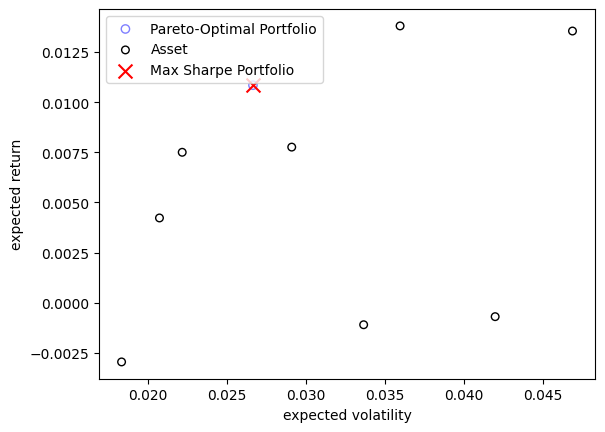 Pareto-Optimal Portfolio
Asset
Max Sharpe Portfolio
0.0125
0.0100
0.0075
0.0050
0.0025
0.0000
−0.0025
expected return
0.020 0.025 0.030 0.035 0.040 0.045
expected volatility